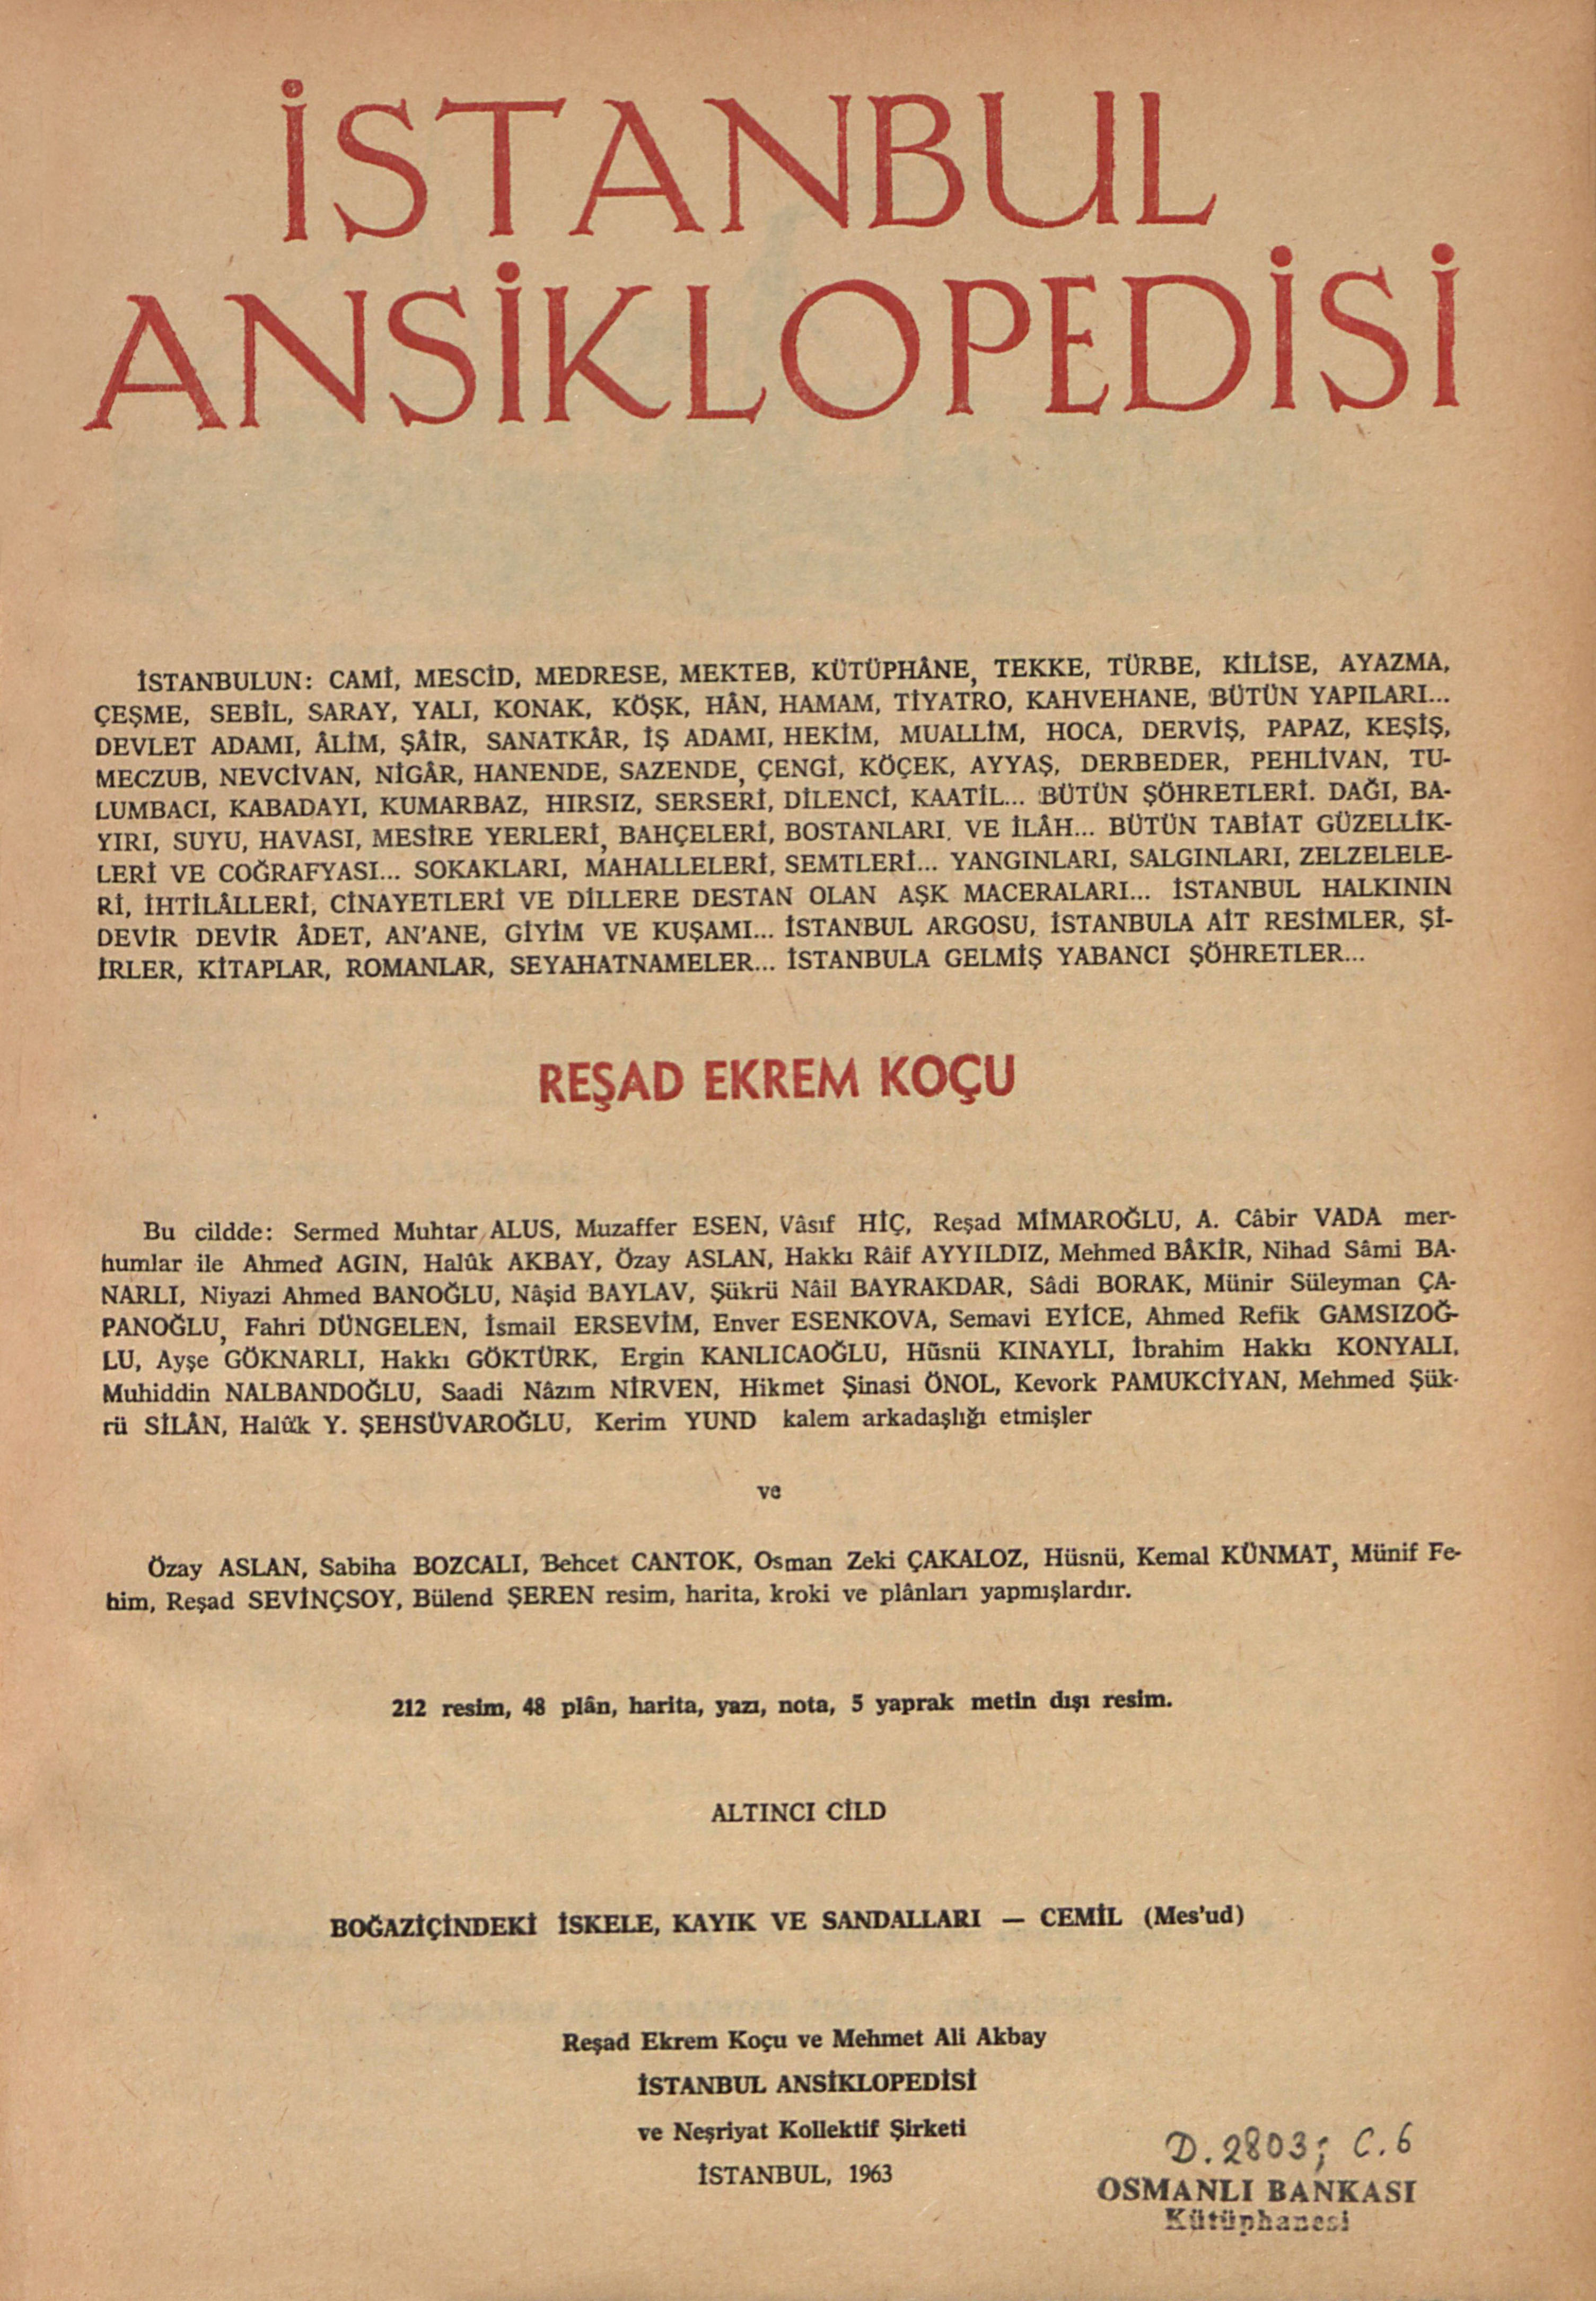 İSTANBUL
ANSİKLOPEDİSİ
İSTANBULUN: CAMİ, MESCİD, MEDRESE, MEKTEB, KÜTÜPHÂNE, TEKKE, TÜRBE, KİLİSE, AYAZMA,
ÇEŞME, SEBİL, SARAY, YALI, KONAK, KÖŞK, HÂN, HAMAM, TİYATRO, KAHVEHANE, BÜTÜN YAPILARI...
DEVLET ADAMI, ÂLİM, ŞÂİR, SANATKÂR, İŞ ADAMI, HEKİM, MUALLİM, HOCA, DERVİŞ, PAPAZ, KEŞİŞ,
MECZUB, NEVCİVAN, NİGÂR, HANENDE, SAZENDE, ÇENGİ, KÖÇEK, AYYAŞ, DERBEDER, PEHLİVAN, TU-
LUMBACI, KABADAYI, KUMARBAZ, HIRSIZ, SERSERİ, DİLENCİ, KAATİL... BÜTÜN ŞÖHRETLERİ. DAĞI, BA-
YIRI, SUYU, HAVASI, MESİRE YERLERİ, BAHÇELERİ, BOSTANLARI. VE İLÂH... BÜTÜN TABİAT GÜZELLİK-
LERİ VE COĞRAFYASI... SOKAKLARI, MAHALLELERİ, SEMTLERİ... YANGINLARI, SALGINLARI, ZELZELELE-
Rİ, İHTİLÂLLERİ, CİNAYETLERİ VE DİLLERE DESTAN OLAN AŞK MACERALARI... İSTANBUL HALKININ
DEVİR DEVİR ÂDET, AN'ANE, GİYİM VE KUŞAMI... İSTANBUL ARGOSU, İSTANBULA AİT RESİMLER, Şİ-
İRLER, KİTAPLAR, ROMANLAR, SEYAHATNAMELER... İSTANBULA GELMİŞ YABANCI ŞÖHRETLER...
REŞAD EKREM KOÇU
Bu cildde: Sermed Muhtar ALUS, Muzaffer ESEN, Vâsıf HİÇ, Reşad MİMAROĞLU, A. Câbir VADA mer-
humlar ile Ahmed AGIN, Halûk AKBAY, Özay ASLAN, Hakkı Râif AYYILDIZ, Mehmed BÂKİR, Nihad Sâmi BA-
NARLI, Niyazi Ahmed BANOĞLU, Nâşid BAYLAV, Şükrü Nâil BAYRAKDAR, Sâdi BORAK, Münir Süleyman ÇA-
PANOĞLU, Fahri DÜNGELEN, İsmail ERSEVİM, Enver ESENKOVA, Semavi EYİCE, Ahmed Refik GAMSIZOĞ-
LU, Ayşe GÖKNARLI, Hakkı GÖKTÜRK, Ergin KANLICAOĞLU, Hüsnü KINAYLI, İbrahim Hakkı KONYALI,
Muhiddin NALBANDOĞLU, Saadi Nâzım NİRVEN, Hikmet Şinasi ÖNOL, Kevork PAMUKCİYAN, Mehmed Şük-
rü SİLÂN, Halûk Y. ŞEHSÜVAROĞLU, Kerim YUND kalem arkadaşlığı etmişler
ve
Özay ASLAN, Sabiha BOZCALI, Behcet CANTOK, Osman Zeki ÇAKALOZ, Hüsnü, Kemal KÜNMAT, Münif Fe-
him, Reşad SEVİNÇSOY, Bülend ŞEREN resim, harita, kroki ve plânları yapmışlardır.
212 resim, 48 plân, harita, yazı, nota, 5 yaprak metin dışı resim.
ALTINCI CİLD
BOĞAZİÇİNDEKİ İSKELE, KAYIK VE SANDALLARI — CEMİL (Mes'ud)
Reşad Ekrem Koçu ve Mehmet Ali Akbay
İSTANBUL ANSİKLOPEDİSİ
ve Neşriyat Kollektif Şirketi
İSTANBUL, 1963
D. 2803; C. 6
OSMANLI BANKASI
Kütüphanesi